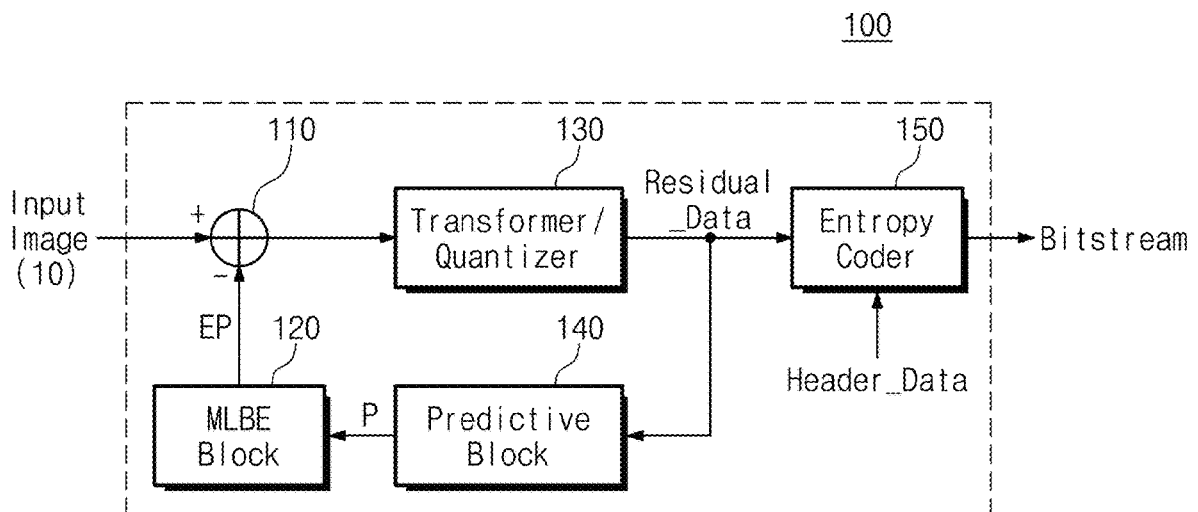 100
110
130
150
Input
Image
(10)
+
-
Transformer/
Quantizer
Residual
_Data
Entropy
Coder
Bitstream
EP
120
140
Header_Data
MLBE
Block
P
Predictive
Block